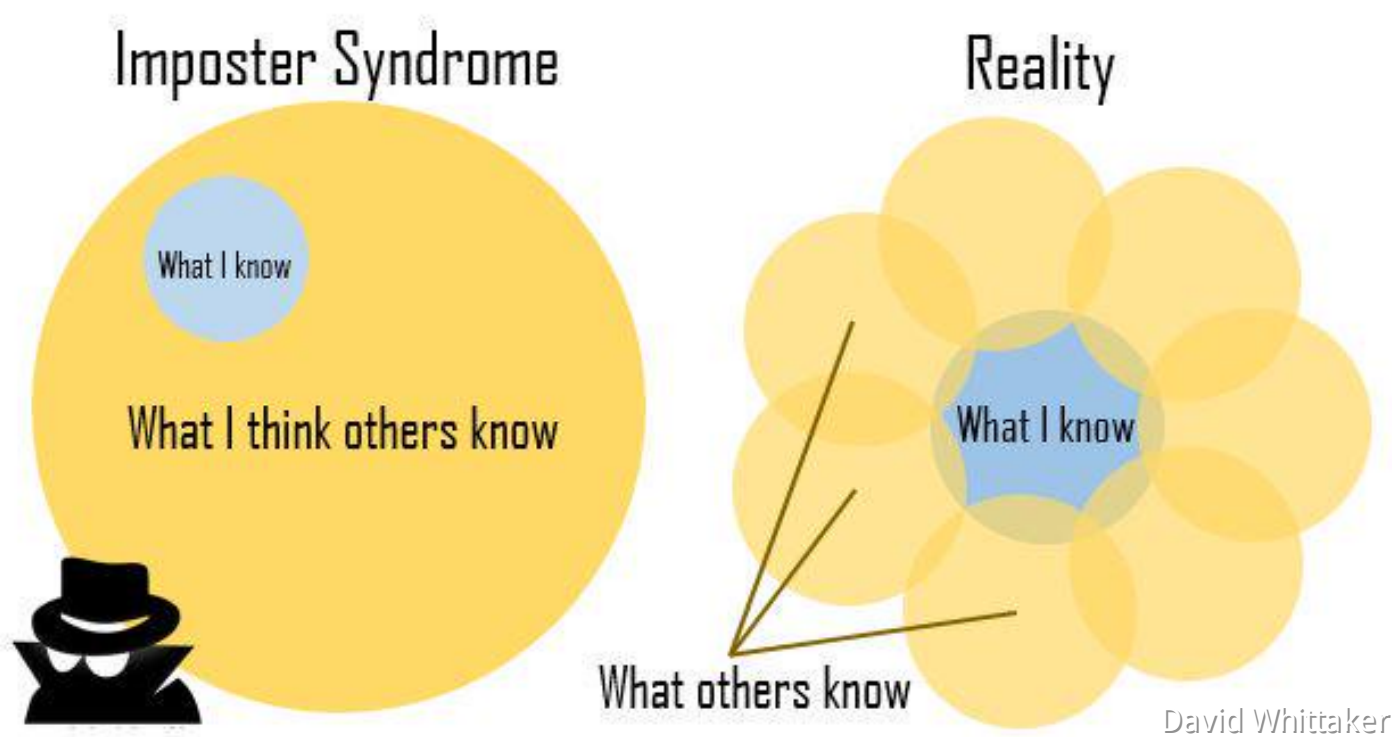 Imposter Syndrome
What I know
What I think others know
Reality
What I know
What others know
David Whittaker